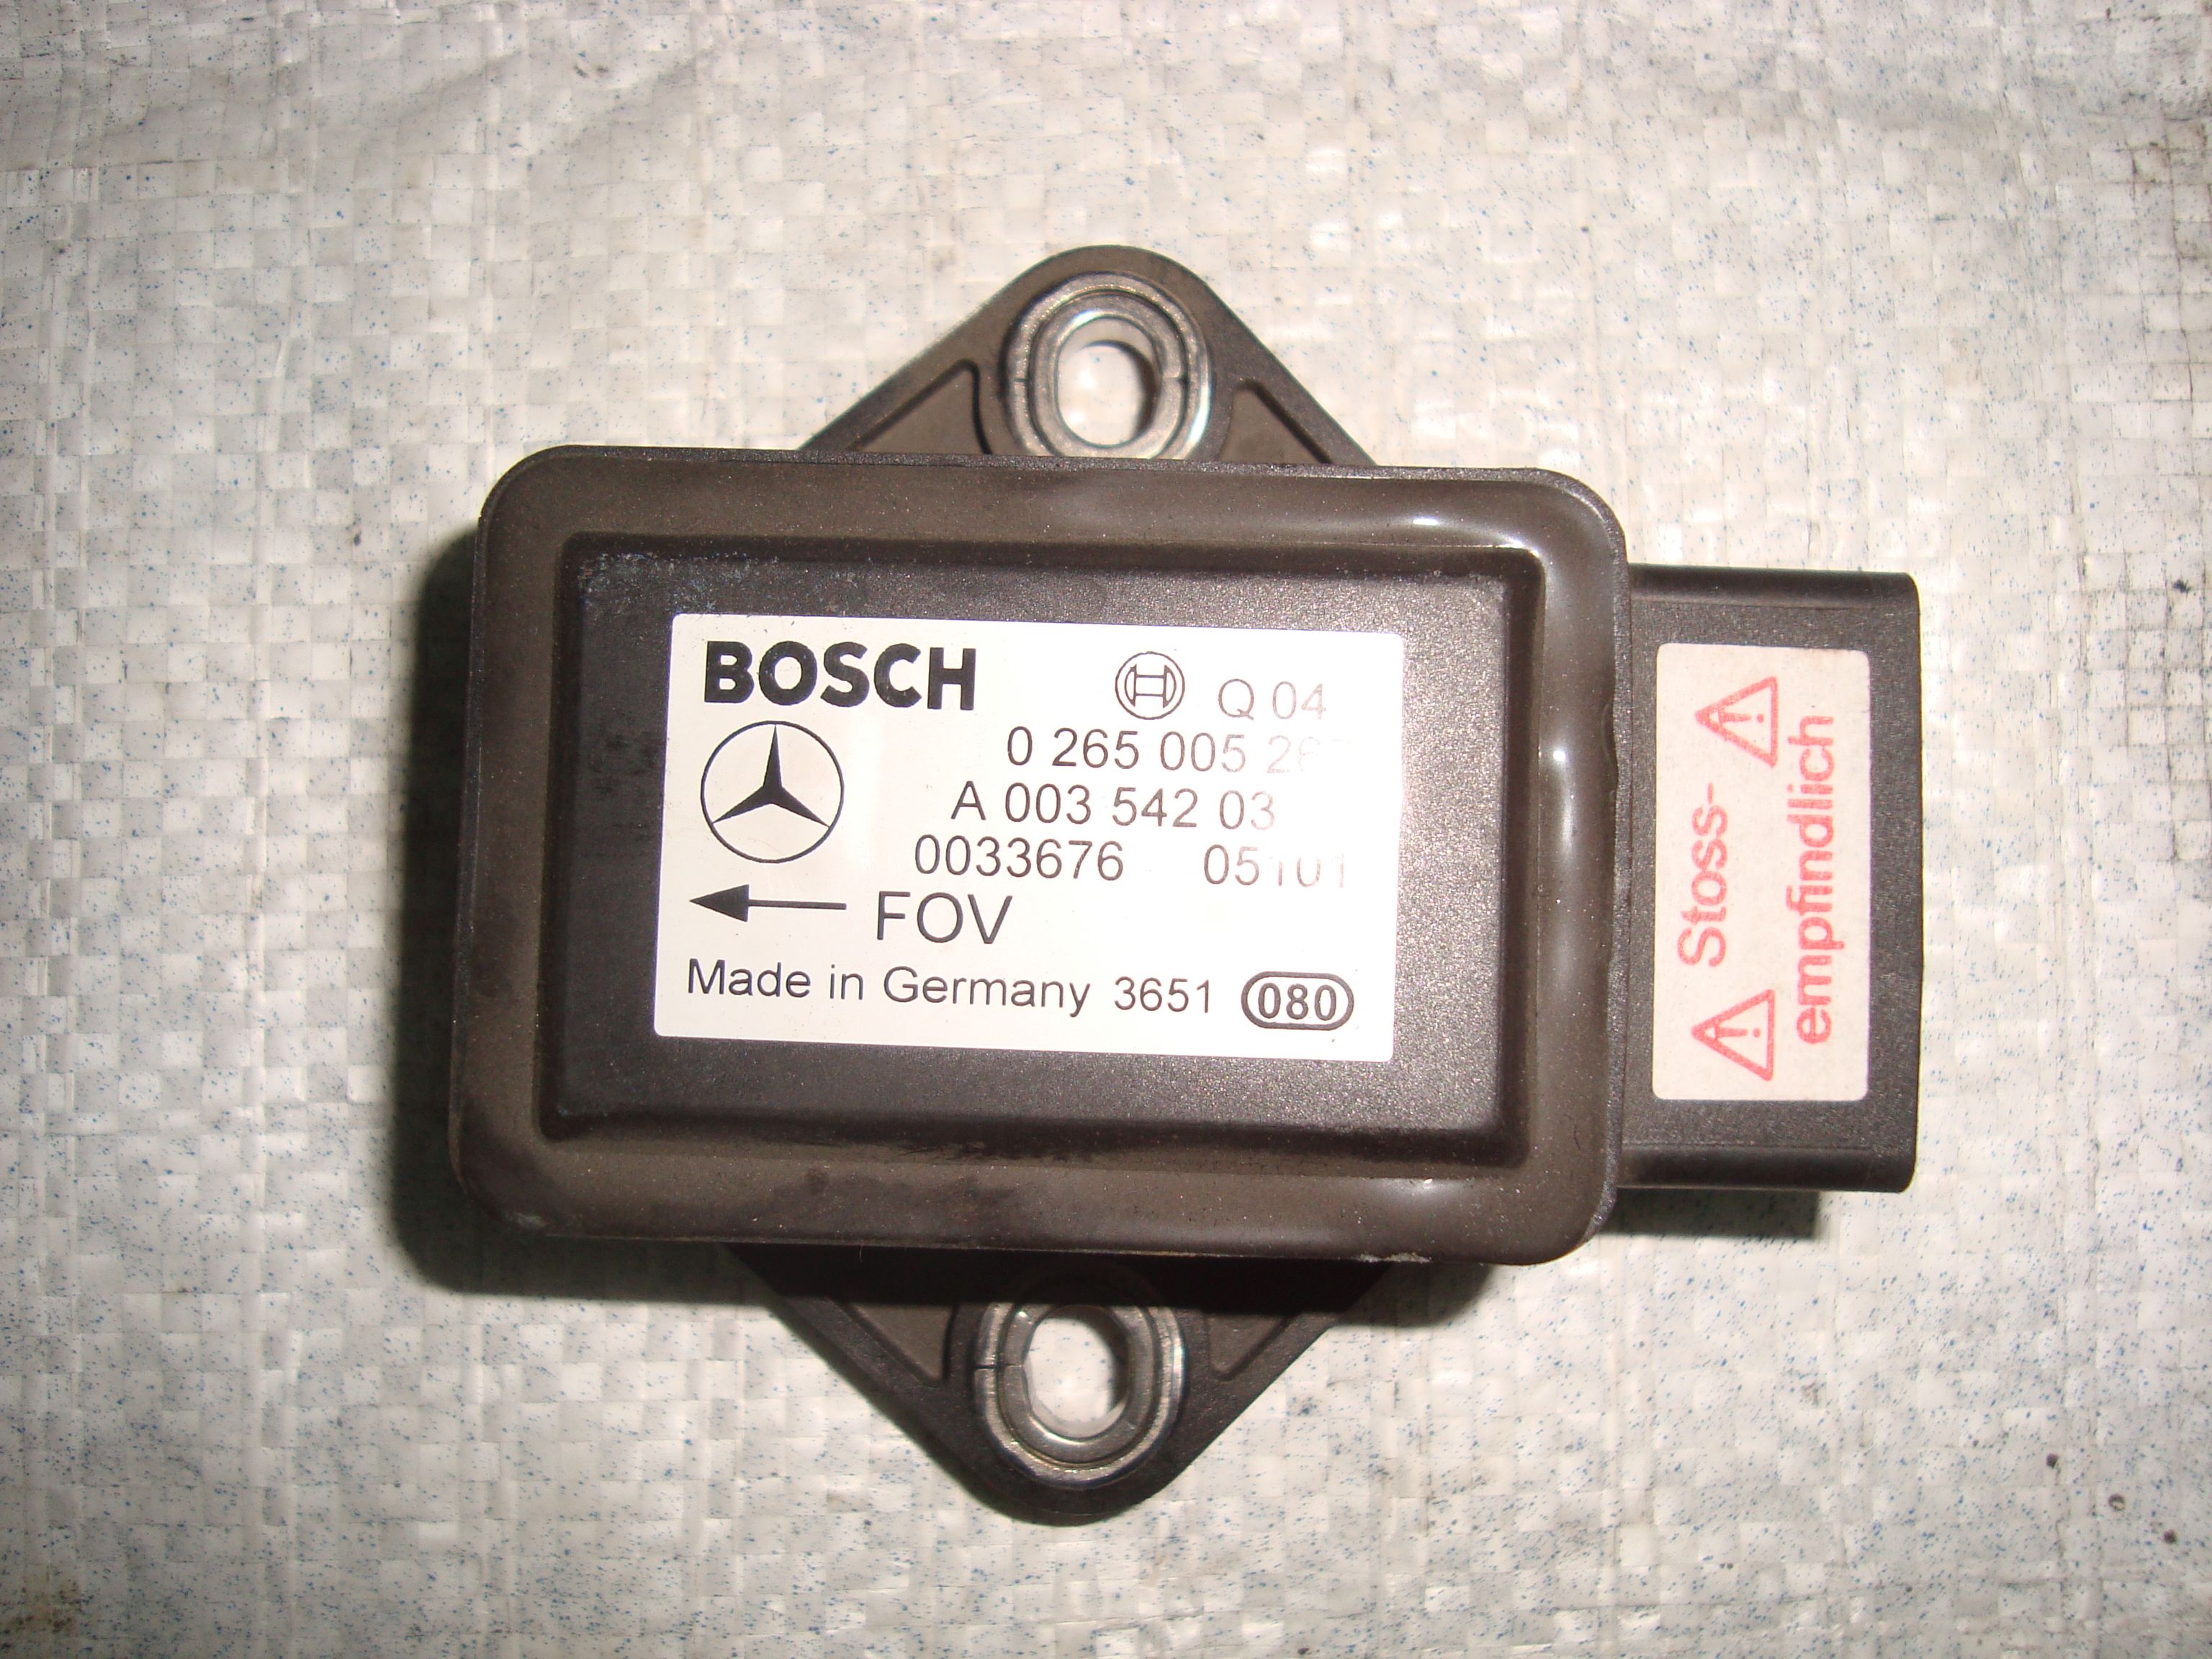 BOSCH
Q 04
0 265 005
A 003 542 03
0033676
FOV
Made in Germany 3651 080
Stoss-
empfindlich